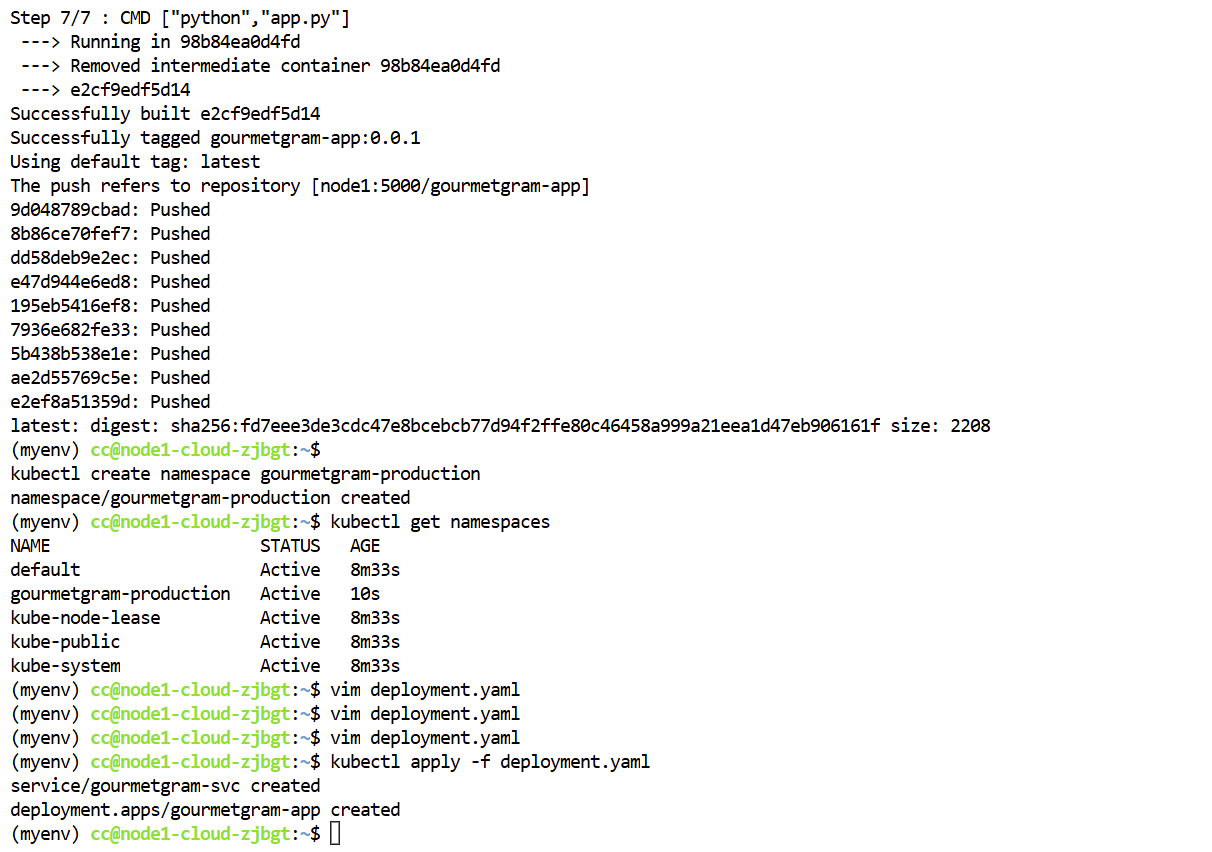 Step 7/7 : CMD ["python","app.py"]
 ---> Running in 98b84ea0d4fd
 ---> Removed intermediate container 98b84ea0d4fd
 ---> e2cf9edf5d14
Successfully built e2cf9edf5d14
Successfully tagged gourmetgram-app:0.0.1
Using default tag: latest
The push refers to repository [node1:5000/gourmetgram-app]
9d048789cbad: Pushed
8b86ce70fef7: Pushed
dd58deb9e2ec: Pushed
e47d944e6ed8: Pushed
195eb5416ef8: Pushed
7936e682fe33: Pushed
5b438b538e1e: Pushed
ae2d55769c5e: Pushed
e2ef8a51359d: Pushed
latest: digest: sha256:fd7eee3de3cdc47e8bcebcb77d94f2ffe80c46458a999a21eea1d47eb906161f size: 2208
(myenv) cc@node1-cloud-zjbgt:~$
kubectl create namespace gourmetgram-production
namespace/gourmetgram-production created
(myenv) cc@node1-cloud-zjbgt:~$ kubectl get namespaces
NAME                     STATUS   AGE
default                  Active   8m33s
gourmetgram-production   Active   10s
kube-node-lease          Active   8m33s
kube-public              Active   8m33s
kube-system              Active   8m33s
(myenv) cc@node1-cloud-zjbgt:~$ vim deployment.yaml
(myenv) cc@node1-cloud-zjbgt:~$ vim deployment.yaml
(myenv) cc@node1-cloud-zjbgt:~$ vim deployment.yaml
(myenv) cc@node1-cloud-zjbgt:~$ kubectl apply -f deployment.yaml
service/gourmetgram-svc created
deployment.apps/gourmetgram-app created
(myenv) cc@node1-cloud-zjbgt:~$